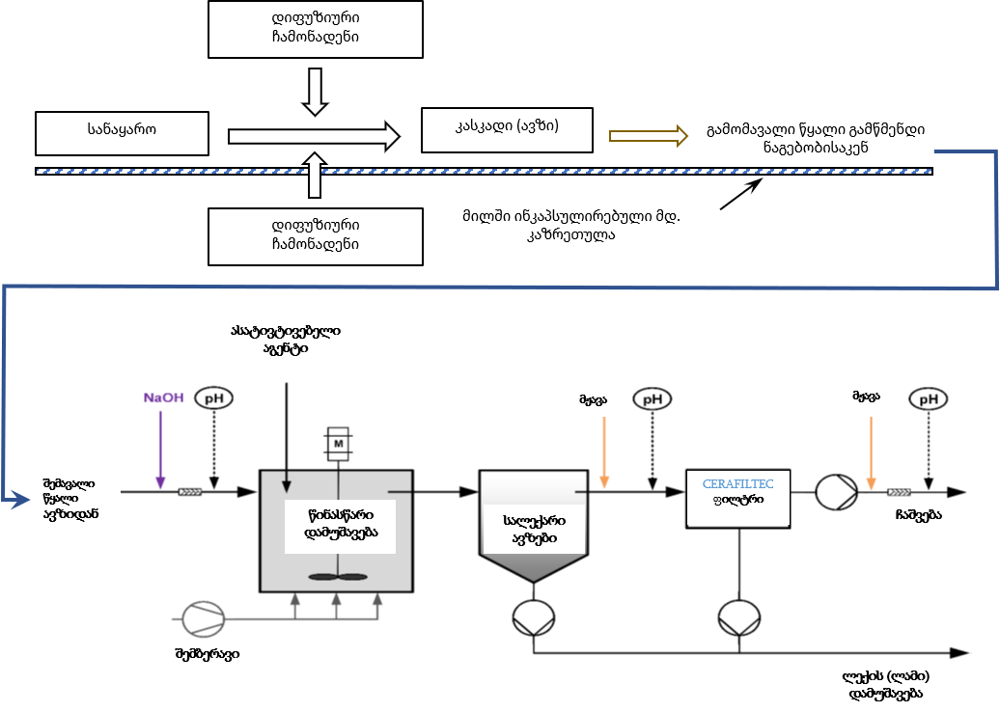 დიფუზიური
ჩამონადენი
სანაყარო
კასკადი (ავზი)
გამომავალი წყალი გამწმენდი
ნაგებობისაკენ
დიფუზიური
ჩამონადენი
მილში ინკაპსულირებული მდ.
კაზრეთულა
ასატივტივებელი
აგენტი
NaOH
pH
მჟავა
pH
მჟავა
pH
M
შემავალი
წყალი
ავზიდან
წინასწარი
დამუშავება
სალექარი
ავზები
CERAFILTEC
ფილტრი
ჩაშვება
შემბერავი
ლექის (ლამი)
დამუშავება